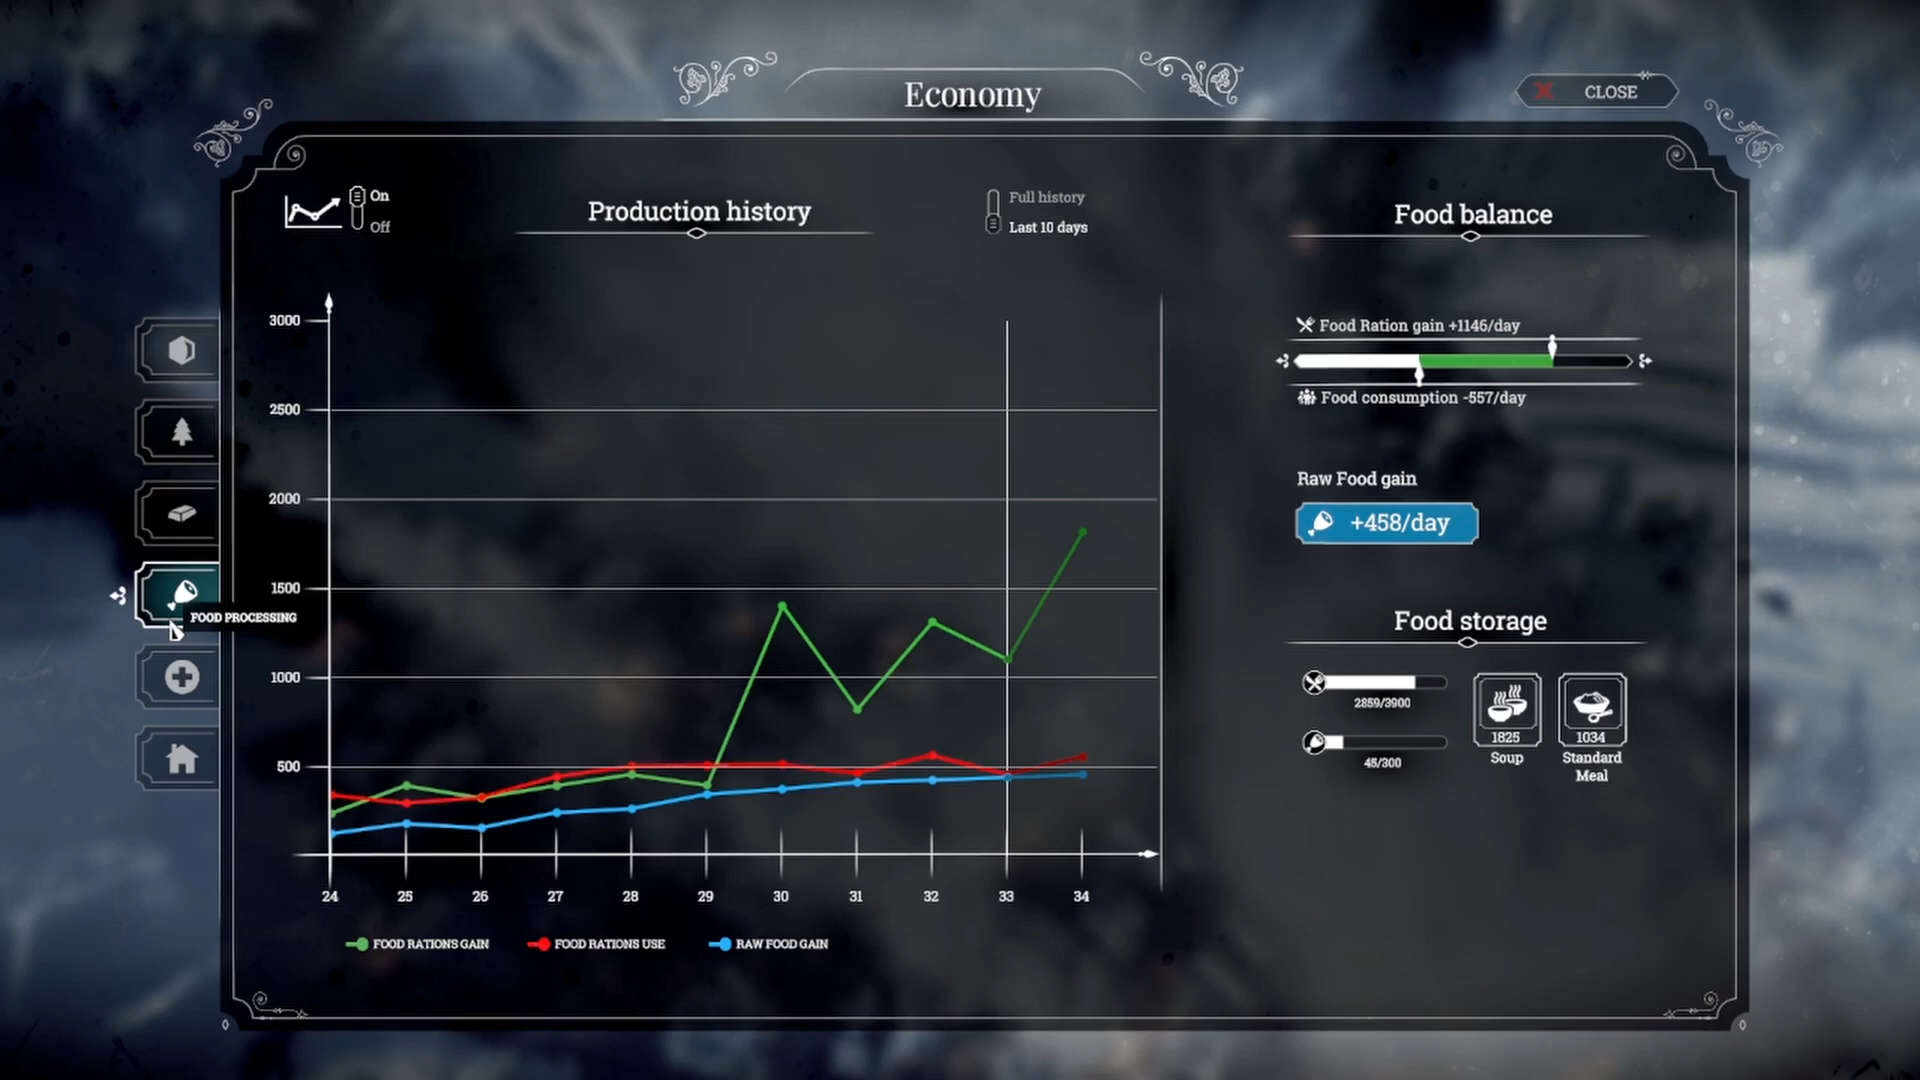 Economy
CLOSE
On
Off
Production history
Full history
Last 10 days
Food balance
3000
2500
2000
1500
1000
500
24 25 26 27 28 29 30 31 32 33 34
FOOD RATIONS GAIN FOOD RATIONS USE RAW FOOD GAIN
FOOD PROCESSING
Food Ration gain +1146/day
Food consumption -557/day
Raw Food gain
+458/day
Food storage
2859/3900
45/300
1825
Soup
1034
Standard
Meal